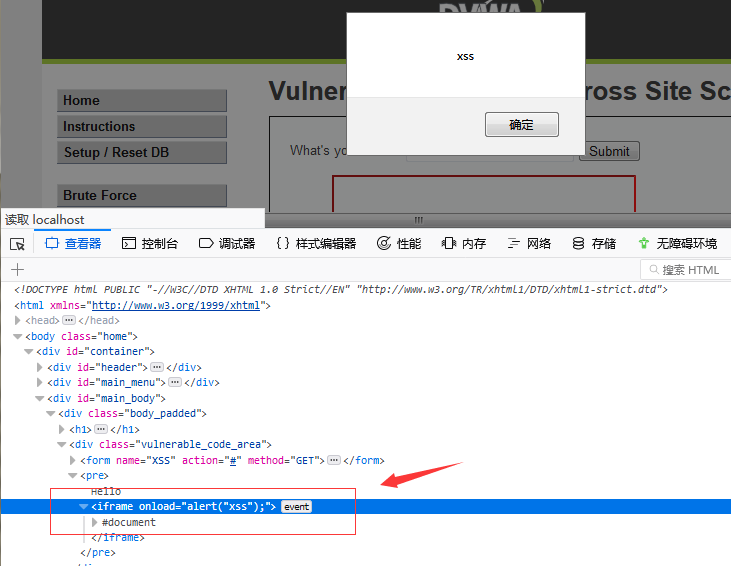 DVWA
xss
确定
Home
Instructions
Setup / Reset DB
Brute Force
Vulner
ross Site Sc
What's yo
Submit
读取 localhost
查看器
控制台
调试器
{ } 样式编辑器
性能
内存
网络
存储
无障碍环境
搜索 HTML
<!DOCTYPE html PUBLIC "-//W3C//DTD XHTML 1.0 Strict//EN" "http://www.w3.org/TR/xhtml1/DTD/xhtml1-strict.dtd">
<html xmlns="http://www.w3.org/1999/xhtml">
<head>…</head>
<body class="home">
<div id="container">
<div id="header">…</div>
<div id="main_menu">…</div>
<div id="main_body">
<div class="body_padded">
<h1>…</h1>
<div class="vulnerable_code_area">
<form name="XSS" action="#" method="GET">…</form>
<pre>
Hello
<iframe onload="alert("xss");"> event
#document
</iframe>
</pre>